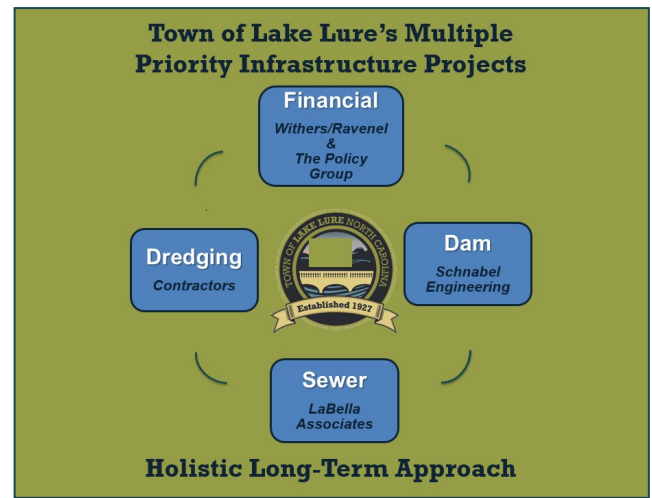 Town of Lake Lure's Multiple
Priority Infrastructure Projects
Financial
Withers/Ravenel
&
The Policy
Group
Dredging
Contractors
TOWN OF LAKE LURE NORTH CAROLINA
Established 1927
Dam
Schnabel
Engineering
Sewer
LaBella
Associates
Holistic Long-Term Approach